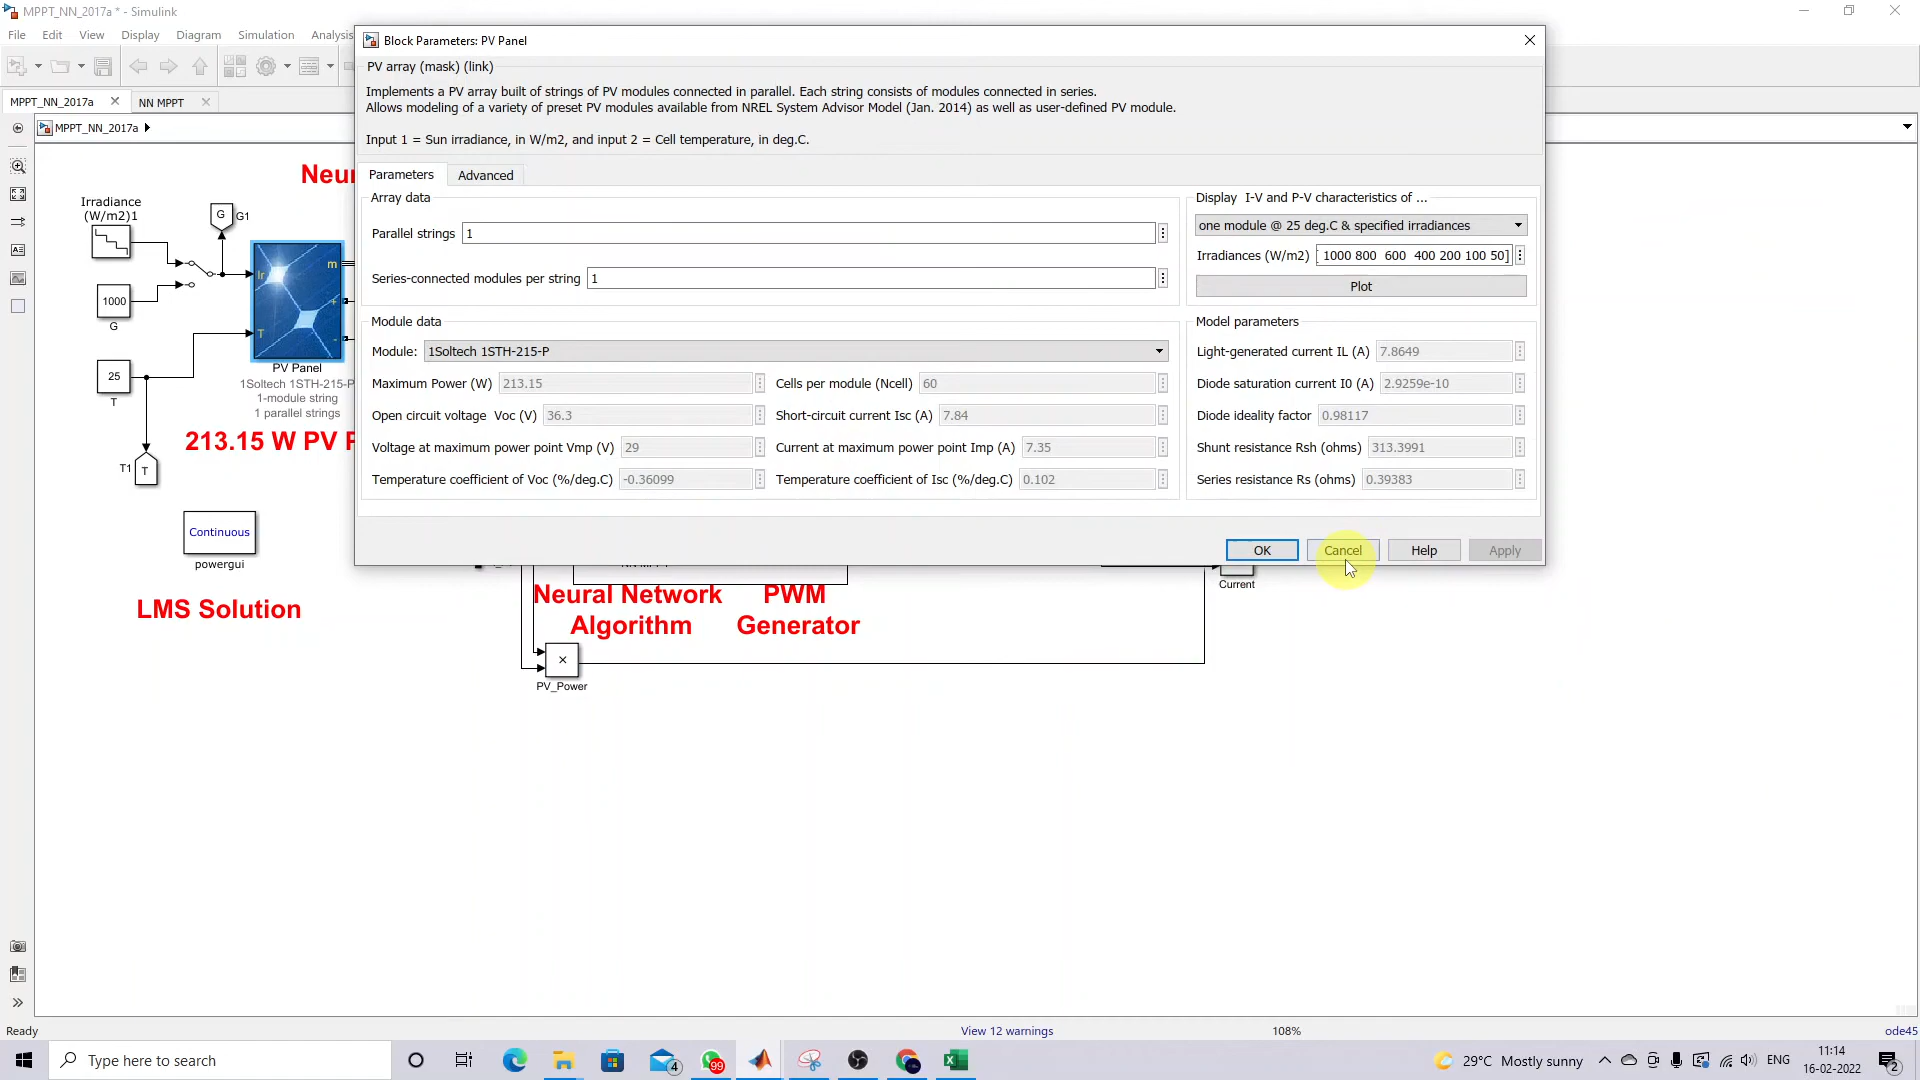 MPPT_NN_2017a * - Simulink
File Edit View Display Diagram Simulation Analysis
MPPT_NN_2017a
NN MPPT
MPPT_NN_2017a
Block Parameters: PV Panel
PV array (mask) (link)
Implements a PV array built of strings of PV modules connected in parallel. Each string consists of modules connected in series.
Allows modeling of a variety of preset PV modules available from NREL System Advisor Model (Jan. 2014) as well as user-defined PV module.
Input 1 = Sun irradiance, in W/m2, and input 2 = Cell temperature, in deg.C.
Parameters Advanced
Array data
Parallel strings 1
Series-connected modules per string 1
Display I-V and P-V characteristics of ...
one module @ 25 deg.C & specified irradiances
Irradiances (W/m2) [ 1000 800 600 400 200 100 50]
Plot
Module data
Module: 1Soltech 1STH-215-P
Maximum Power (W) 213.15 Cells per module (Ncell) 60
Open circuit voltage Voc (V) 36.3 Short-circuit current Isc (A) 7.84
Voltage at maximum power point Vmp (V) 29 Current at maximum power point Imp (A) 7.35
Temperature coefficient of Voc (%/deg.C) -0.36099 Temperature coefficient of Isc (%/deg.C) 0.102
Model parameters
Light-generated current IL (A) 7.8649
Diode saturation current I0 (A) 2.9259e-10
Diode ideality factor 0.98117
Shunt resistance Rsh (ohms) 313.3991
Series resistance Rs (ohms) 0.39383
OK Cancel Help Apply
Neur
Irradiance
(W/m2)1
G G1
Ir m
+
1000
G
T -
25
T
PV Panel
1Soltech 1STH-215-P
1-module string
1 parallel strings
213.15 W PV P
T1 T
Continuous
powergui
LMS Solution
Current
Neural Network
Algorithm
PWM
Generator
×
PV_Power
Ready View 12 warnings 108% ode45
Type here to search
4
99
29°C Mostly sunny
ENG
11:14
16-02-2022
2